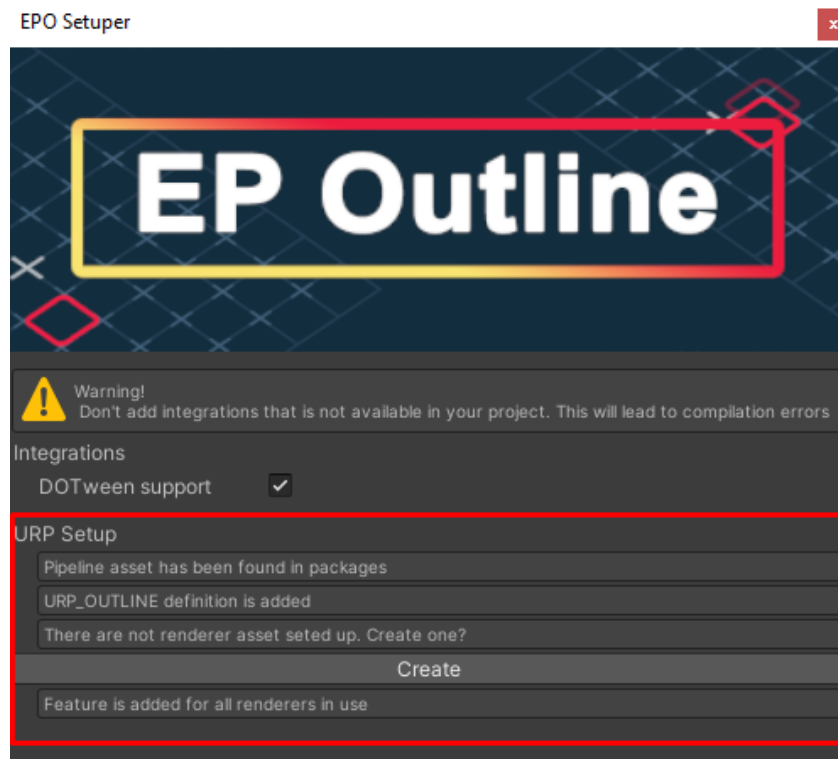 EPO Setuper
x
EP Outline
Warning!
Don't add integrations that is not available in your project. This will lead to compilation errors
Integrations
DOTween support
URP Setup
Pipeline asset has been found in packages
URP_OUTLINE definition is added
There are not renderer asset seted up. Create one?
Create
Feature is added for all renderers in use